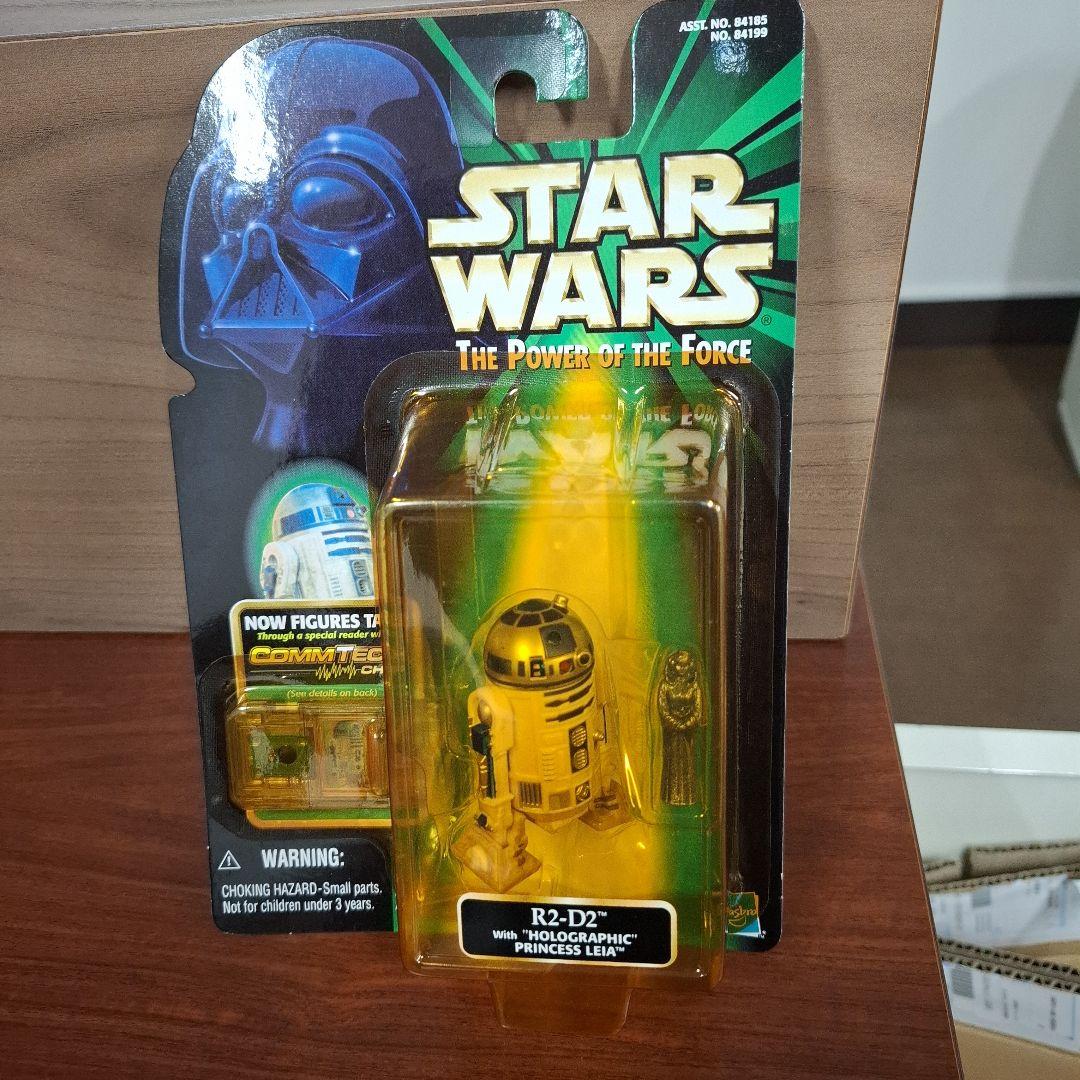 ASST. NO. 84185
NO. 84199
STAR
WARS®
THE POWER OF THE FORCE
NOW FIGURES TA
Through a special reader
COMMTEC
CH
(See details on back)
WARNING:
CHOKING HAZARD-Small parts.
Not for children under 3 years.
R2-D2™
With "HOLOGRAPHIC"
PRINCESS LEIA™
Hasbro